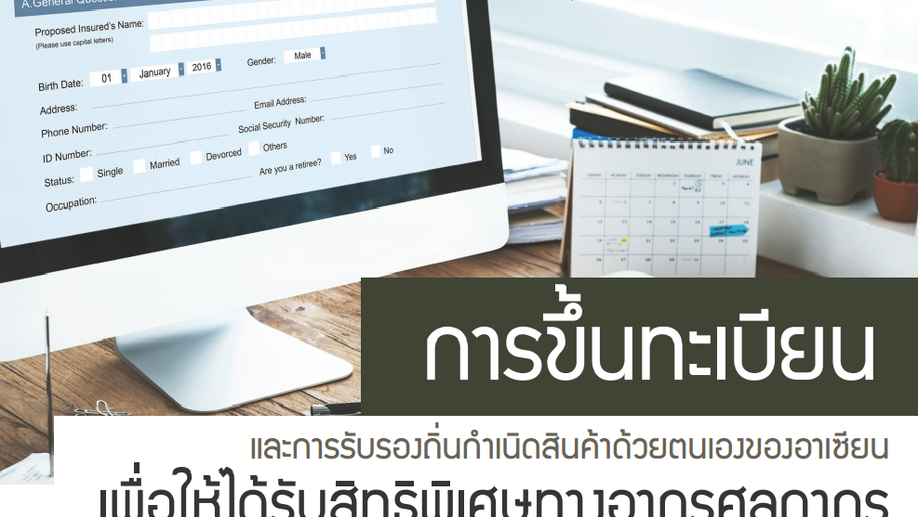 A.General Question
Proposed Insured's Name:
(Please use capital letters)
Birth Date: 01 January 2016 Gender: Male
Address:
Phone Number: Email Address:
ID Number: Social Security Number:
Status: Single Married Devorced Others
Occupation: Are you a retiree? Yes No
JUNE
การขึ้นทะเบียน
และการรับรองถิ่นกำเนิดสินค้าด้วยตนเองของอาเซียน
เพื่อให้ได้รับสิทธิพิเศษทางอากรศุลกากร